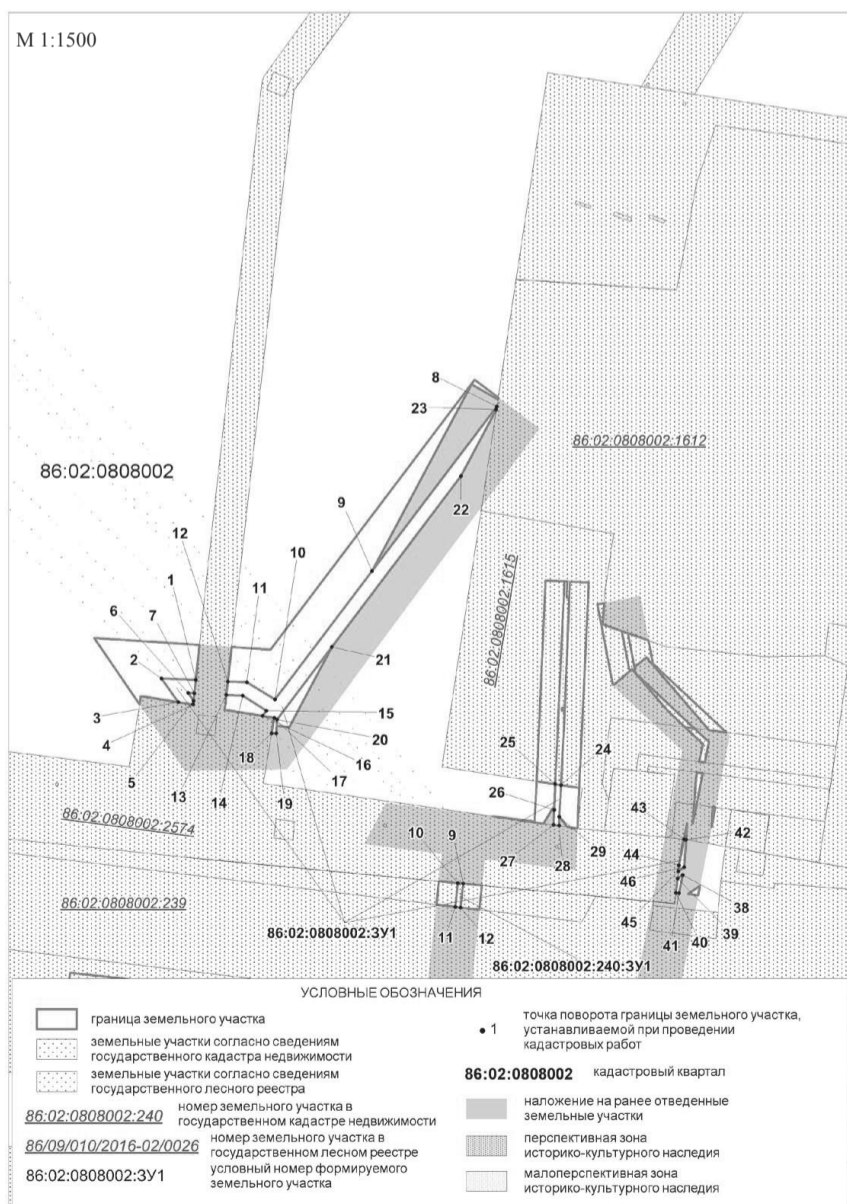 М 1:1500
8
23
86:02:0808002:1612
86:02:0808002
22
9
12
10
1
11
86:02:0808002:1615
6
7
2
21
3
15
4
20
25
24
5
18
16
26
13
17
14
19
43
42
86:02:0808002:2574
27
28
29
44
10
9
46
38
86:02:0808002:239
45
39
86:02:0808002:ЗУ1
11
12
41
40
86:02:0808002:240:ЗУ1
УСЛОВНЫЕ ОБОЗНАЧЕНИЯ
граница земельного участка
земельные участки согласно сведениям
государственного кадастра недвижимости
земельные участки согласно сведениям
государственного лесного реестра
86:02:0808002:240 номер земельного участка в
государственном кадастре недвижимости
86/09/010/2016-02/0026 номер земельного участка в
государственном лесном реестре
86:02:0808002:ЗУ1 условный номер формируемого
земельного участка
1 точка поворота границы земельного участка,
устанавливаемой при проведении
кадастровых работ
86:02:0808002 кадастровый квартал
наложение на ранее отведенные
земельные участки
перспективная зона
историко-культурного наследия
малоперспективная зона
историко-культурного наследия